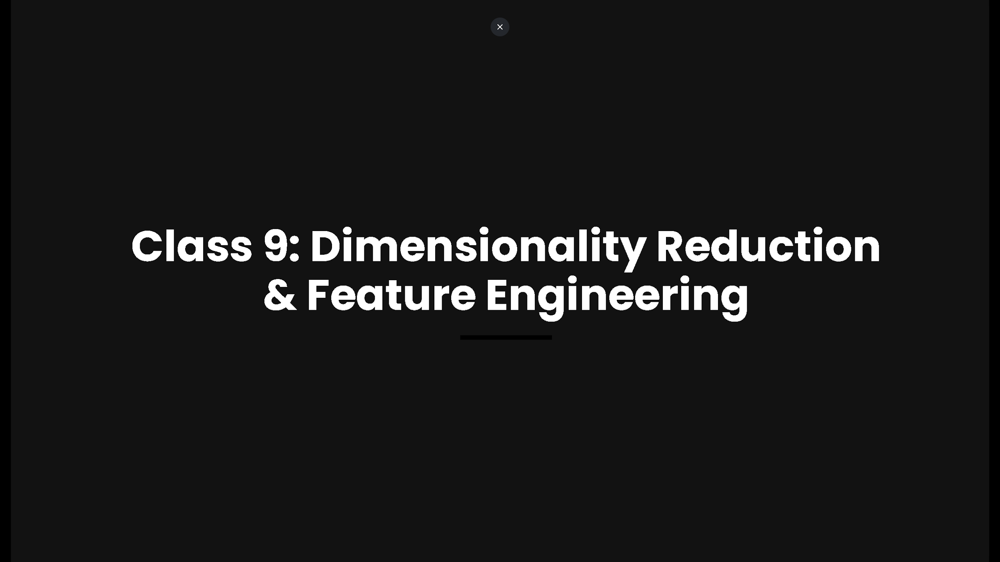 Class 9: Dimensionality Reduction
& Feature Engineering